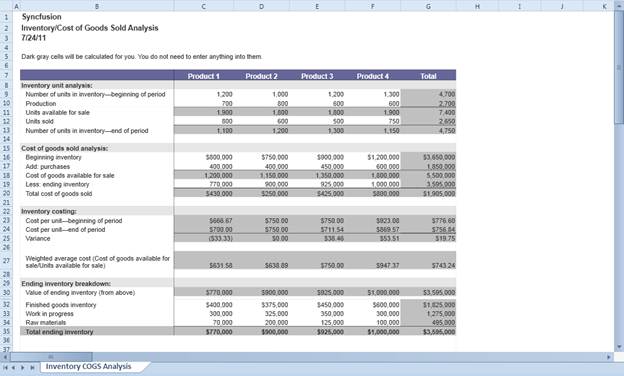 A B C D E F G H I J K
1 Syncfusion
2 Inventory/Cost of Goods Sold Analysis
3 7/24/11
4
5 Dark gray cells will be calculated for you. You do not need to enter anything into them.
6
7 Product 1 Product 2 Product 3 Product 4 Total
8 Inventory unit analysis:
9 Number of units in inventory—beginning of period 1,200 1,000 1,200 1,300 4,700
10 Production 700 800 600 600 2,700
11 Units available for sale 1,900 1,800 1,800 1,900 7,400
12 Units sold 800 600 500 750 2,650
13 Number of units in inventory—end of period 1,100 1,200 1,300 1,150 4,750
14
15 Cost of goods sold analysis:
16 Beginning inventory $800,000 $750,000 $900,000 $1,200,000 $3,650,000
17 Add: purchases 400,000 400,000 450,000 600,000 1,850,000
18 Cost of goods available for sale 1,200,000 1,150,000 1,350,000 1,800,000 5,500,000
19 Less: ending inventory 770,000 900,000 925,000 1,000,000 3,595,000
20 Total cost of goods sold $430,000 $250,000 $425,000 $800,000 $1,905,000
21
22 Inventory costing:
23 Cost per unit—beginning of period $666.67 $750.00 $750.00 $923.08 $776.60
24 Cost per unit—end of period $700.00 $750.00 $711.54 $869.57 $756.84
25 Variance ($33.33) $0.00 $38.46 $53.51 $19.75
26
Weighted average cost (Cost of goods available for
27 sale/Units available for sale) $631.58 $638.89 $750.00 $947.37 $743.24
28
29 Ending inventory breakdown:
30 Value of ending inventory (from above) $770,000 $900,000 $925,000 $1,000,000 $3,595,000
32 Finished goods inventory $400,000 $375,000 $450,000 $600,000 $1,825,000
33 Work in progress 300,000 325,000 350,000 300,000 1,275,000
34 Raw materials 70,000 200,000 125,000 100,000 495,000
35 Total ending inventory $770,000 $900,000 $925,000 $1,000,000 $3,595,000
36
37
Inventory COGS Analysis